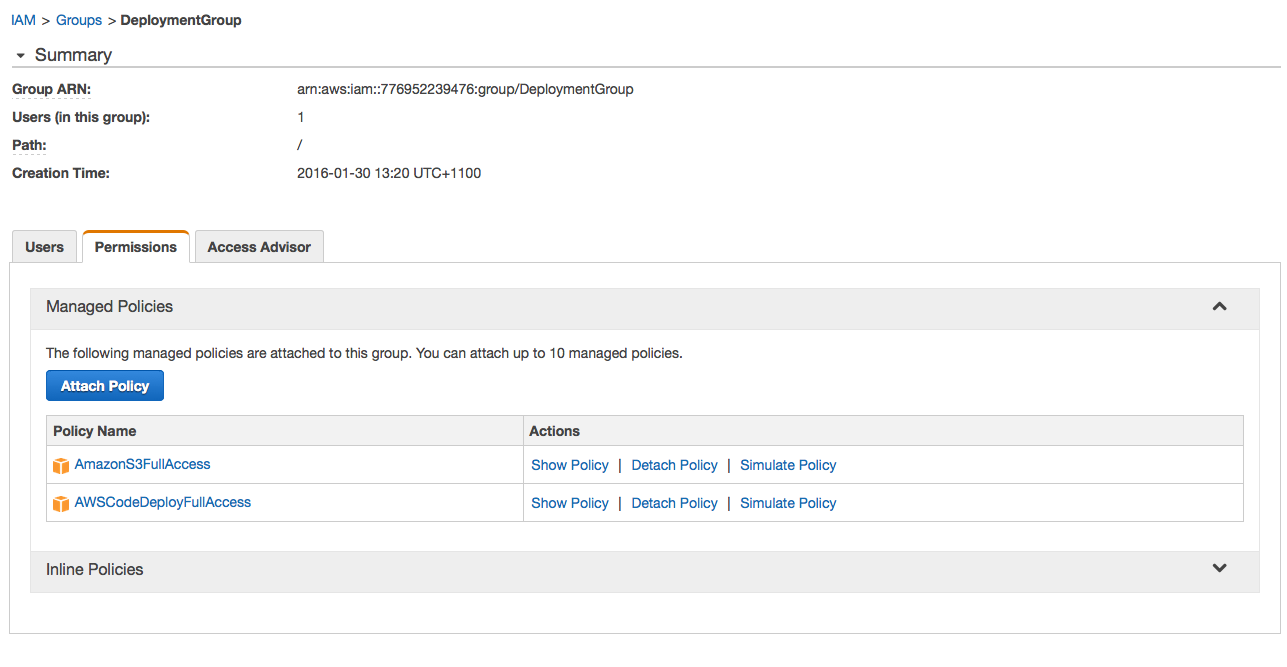 IAM > Groups > DeploymentGroup
Summary
Group ARN: arn:aws:iam::776952239476:group/DeploymentGroup
Users (in this group): 1
Path: /
Creation Time: 2016-01-30 13:20 UTC+1100
Users Permissions Access Advisor
Managed Policies
The following managed policies are attached to this group. You can attach up to 10 managed policies.
Attach Policy
Policy Name Actions
AmazonS3FullAccess Show Policy | Detach Policy | Simulate Policy
AWSCodeDeployFullAccess Show Policy | Detach Policy | Simulate Policy
Inline Policies